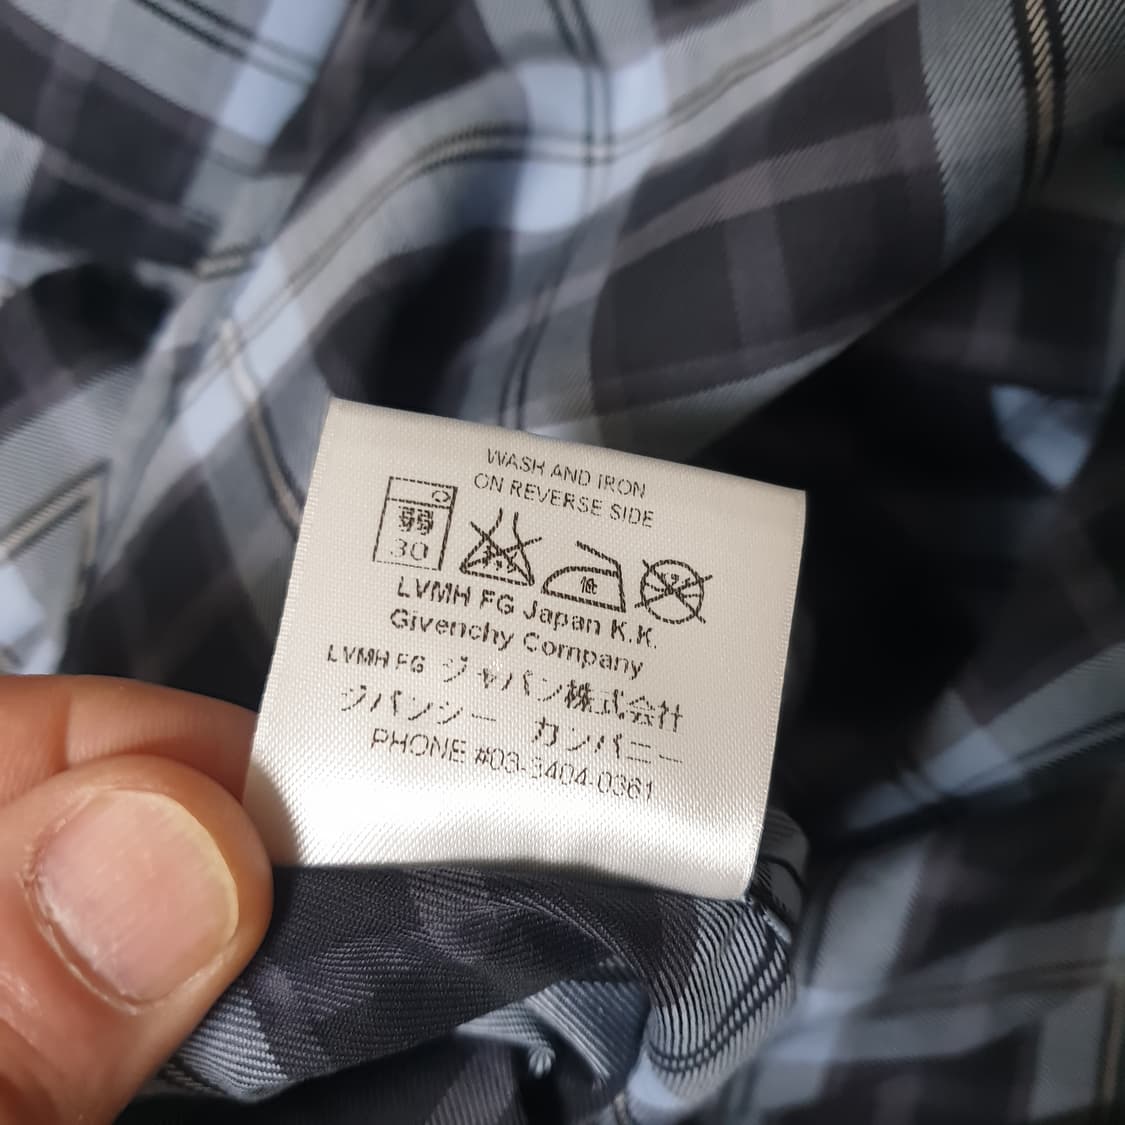 WASH AND IRON
ON REVERSE SIDE
弱
30
低
LVMH FG Japan K.K.
Givenchy Company
LVMH FG ジャパン株式会社
ジバンシー カンパニー
PHONE #03-3404-0361